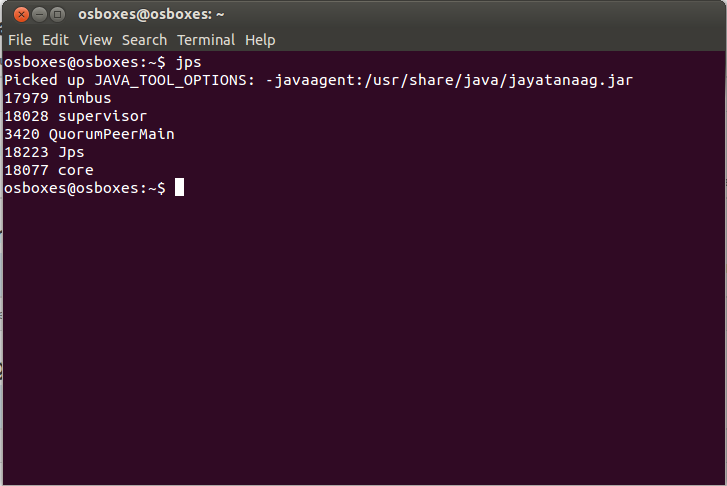 osboxes@osboxes: ~
File Edit View Search Terminal Help
osboxes@osboxes:~$ jps
Picked up JAVA_TOOL_OPTIONS: -javaagent:/usr/share/java/jayatanaag.jar
17979 nimbus
18028 supervisor
3420 QuorumPeerMain
18223 Jps
18077 core
osboxes@osboxes:~$